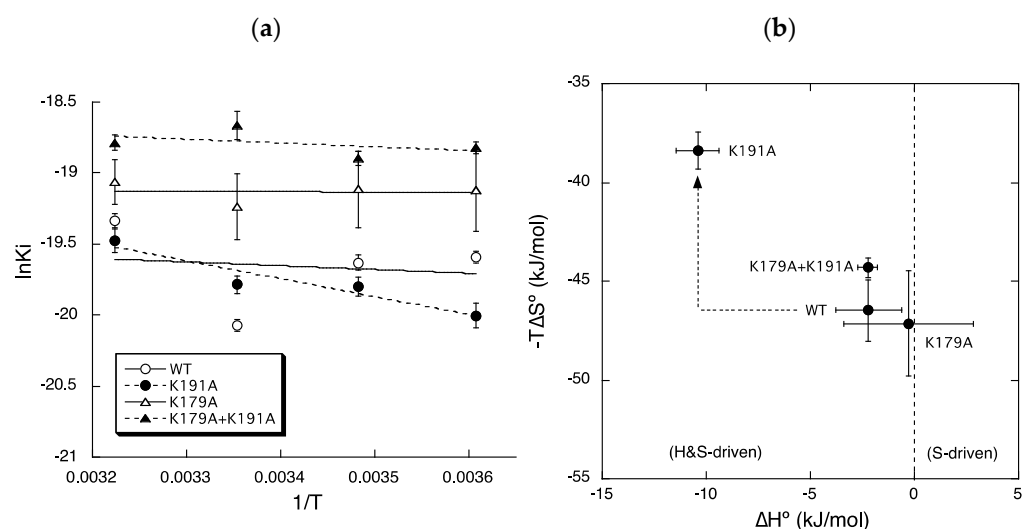 (a)
(b)
lnKi
-18.5
-19
-19.5
-20
-20.5
-21
0.0032 0.0033 0.0034 0.0035 0.0036
1/T
WT
K191A
K179A
K179A+K191A
-TΔS° (kJ/mol)
-35
-40
-45
-50
-55
-15 -10 -5 0 5
ΔH° (kJ/mol)
K191A
K179A+K191A
WT
K179A
(H&S-driven)
(S-driven)